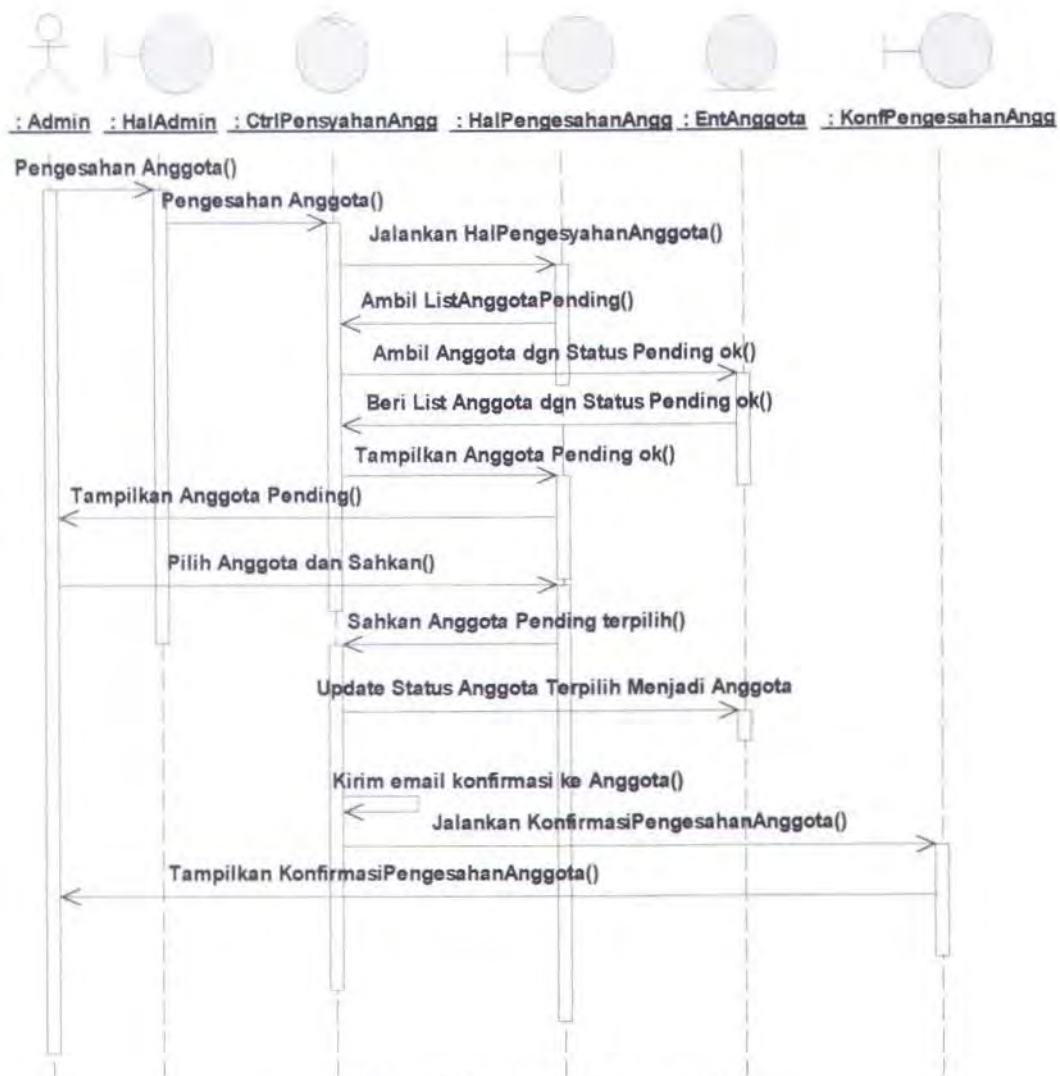 : Admin : HalAdmin : CtrlPensyahanAngg : HalPengesahanAngg : EntAnggota : KonfPengesahanAngg
Pengesahan Anggota()
Pengesahan Anggota()
Jalankan HalPengesyahanAnggota()
Ambil ListAnggotaPending()
Ambil Anggota dgn Status Pending ok()
Beri List Anggota dgn Status Pending ok()
Tampilkan Anggota Pending ok()
Tampilkan Anggota Pending()
Pilih Anggota dan Sahkan()
Sahkan Anggota Pending terpilih()
Update Status Anggota Terpilih Menjadi Anggota
Kirim email konfirmasi ke Anggota()
Jalankan KonfirmasiPengesahanAnggota()
Tampilkan KonfirmasiPengesahanAnggota()